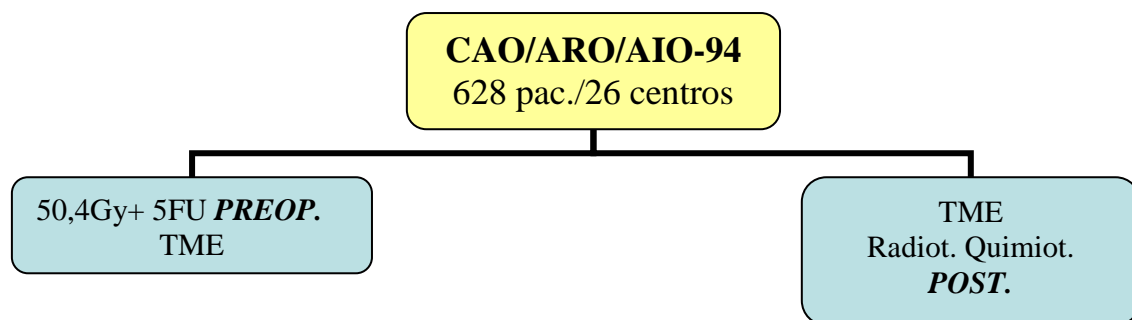 CAO/ARO/AIO-94
628 pac./26 centros
50,4Gy+ 5FU PREOP.
TME
TME
Radiot. Quimiot.
POST.